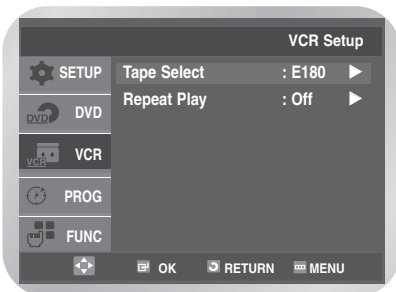 VCR Setup
SETUP
Tape Select : E180 ▶
DVD DVD
Repeat Play : Off ▶
VCR VCR
PROG
FUNC
OK RETURN MENU